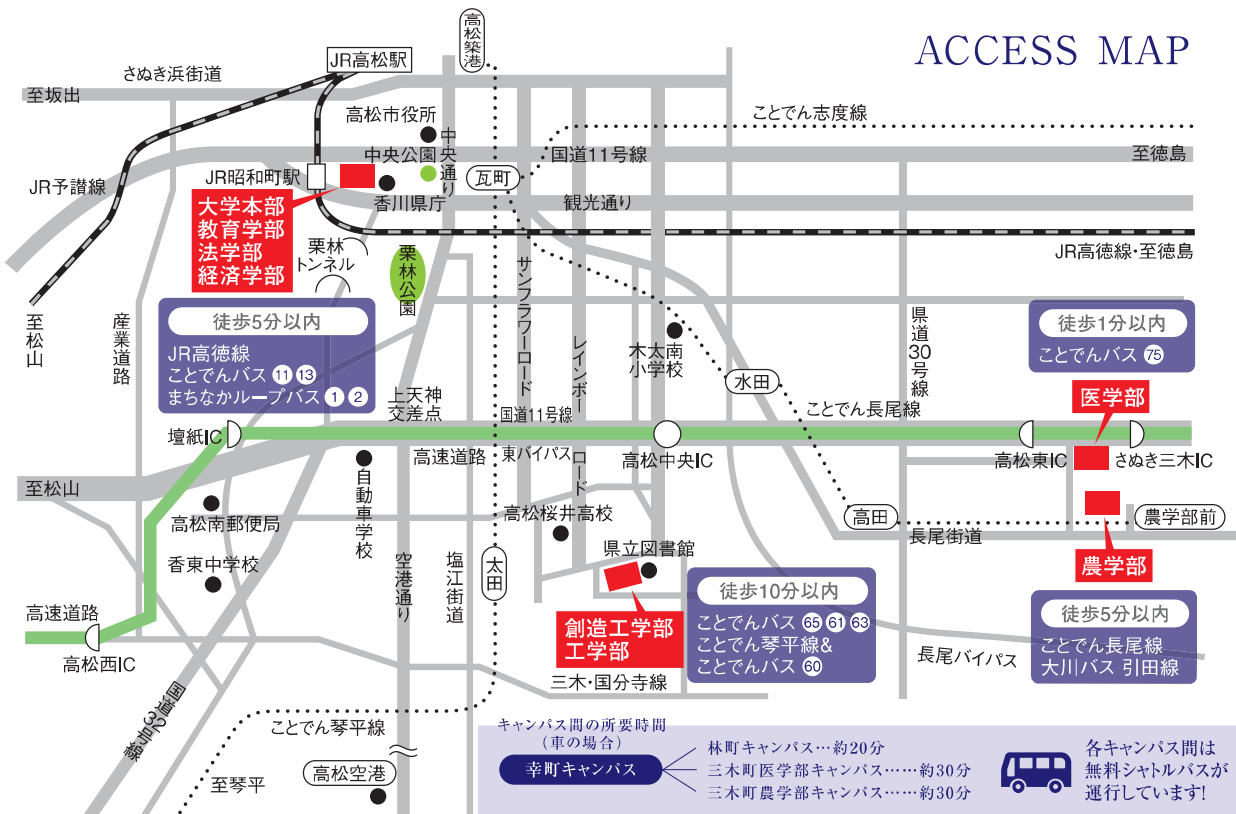 ACCESS MAP
高松築港
JR高松駅
さぬき浜街道
至坂出
高松市役所
中央通り
中央公園
ことでん志度線
国道11号線
至徳島
JR予讃線
JR昭和町駅
瓦町
香川県庁
観光通り
大学本部
教育学部
法学部
経済学部
栗林
トンネル
栗林公園
JR高徳線・至徳島
至松山
産業道路
サンフラワーロード
レインボーロード
県道30号線
徒歩5分以内
JR高徳線
ことでんバス 11 13
まちなかループバス 1 2
木太南
小学校
水田
徒歩1分以内
ことでんバス 75
医学部
上天神
交差点
国道11号線
ことでん長尾線
壇紙IC
高速道路
東バイパス
高松中央IC
高松東IC
さぬき三木IC
至松山
自動車学校
高松南郵便局
高松桜井高校
高田
農学部前
長尾街道
香東中学校
空港通り
塩江街道
太田
県立図書館
農学部
創造工学部
工学部
徒歩10分以内
ことでんバス 65 61 63
ことでん琴平線&
ことでんバス 60
徒歩5分以内
ことでん長尾線
大川バス 引田線
高速道路
高松西IC
長尾バイパス
三木・国分寺線
国道32号線
ことでん琴平線
至琴平
高松空港
キャンパス間の所要時間
(車の場合)
幸町キャンパス
林町キャンパス…約20分
三木町医学部キャンパス……約30分
三木町農学部キャンパス……約30分
各キャンパス間は
無料シャトルバスが
運行しています!